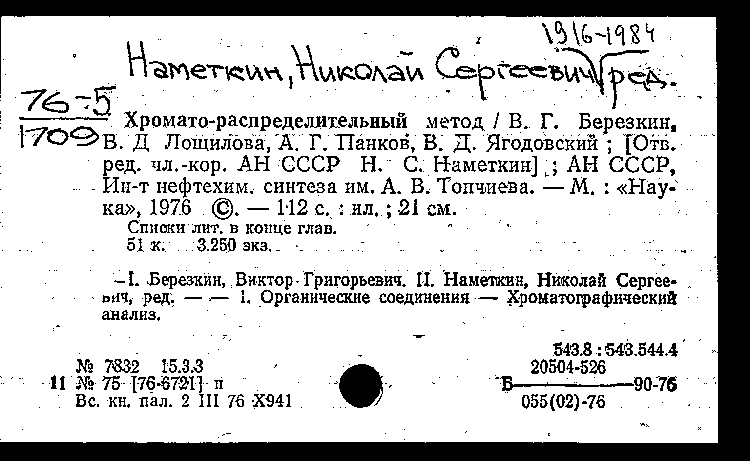 1916-1984
Наметкин, Николай Сергеевич, ред.
76-5
1709
Хромато-распределительный метод / В. Г. Березкин,
В. Д. Лощилова, А. Г. Панков, В. Д. Ягодовский ; [Отв.
ред. чл.-кор. АН СССР Н. С. Наметкин] ; АН СССР,
Ин-т нефтехим. синтеза им. А. В. Топчиева. — М. : «Нау-
ка», 1976 ©. — 112 с. : ил. ; 21 см.
Списки лит. в конце глав.
51 к. 3.250 экз.
— I. Березкин, Виктор Григорьевич. II. Наметкин, Николай Сергее-
вич, ред. — — 1. Органические соединения — Хроматографический
анализ.
543.8 : 543.544.4
№ 7832 15.3.3
20504-526
11 № 75 [76-6721] п
Б———90-76
Вс. кн. пал. 2 III 76 Х941
055(02)-76